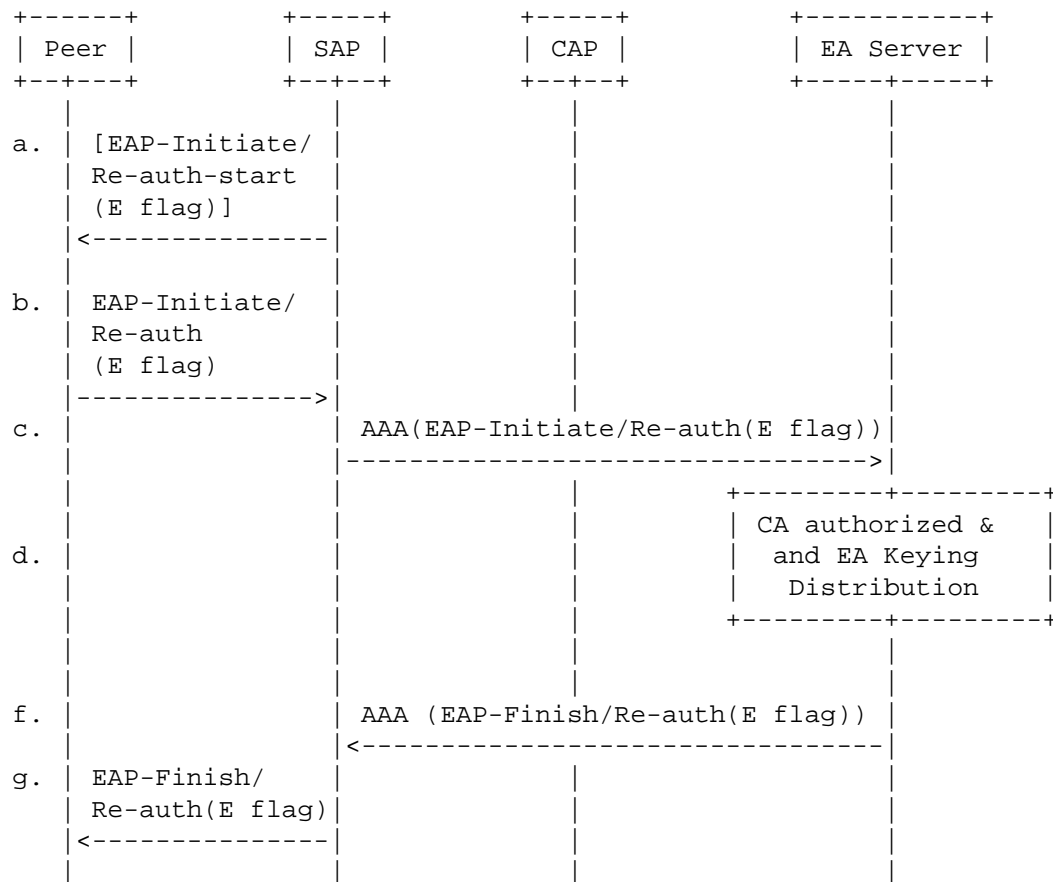 Peer SAP CAP EA Server
a. [EAP-Initiate/
Re-auth-start
(E flag)]
b. EAP-Initiate/
Re-auth
(E flag)
c. AAA(EAP-Initiate/Re-auth(E flag))
CA authorized &
d. and EA Keying
Distribution
f. AAA (EAP-Finish/Re-auth(E flag))
g. EAP-Finish/
Re-auth(E flag)